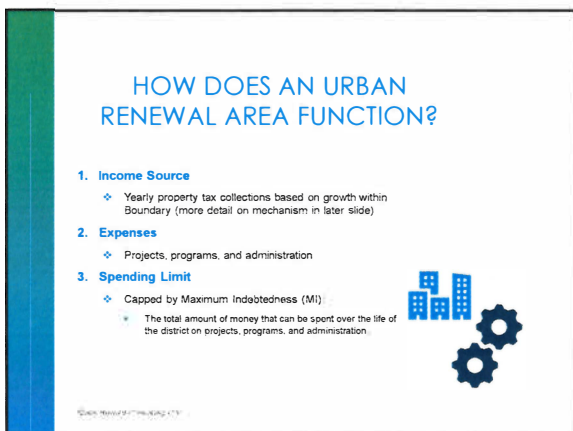 HOW DOES AN URBAN
RENEWAL AREA FUNCTION?
1. Income Source
❖ Yearly property tax collections based on growth within
Boundary (more detail on mechanism in later slide)
2. Expenses
❖ Projects, programs, and administration
3. Spending Limit
❖ Capped by Maximum Indebtedness (MI)
The total amount of money that can be spent over the life of
the district on projects, programs, and administration